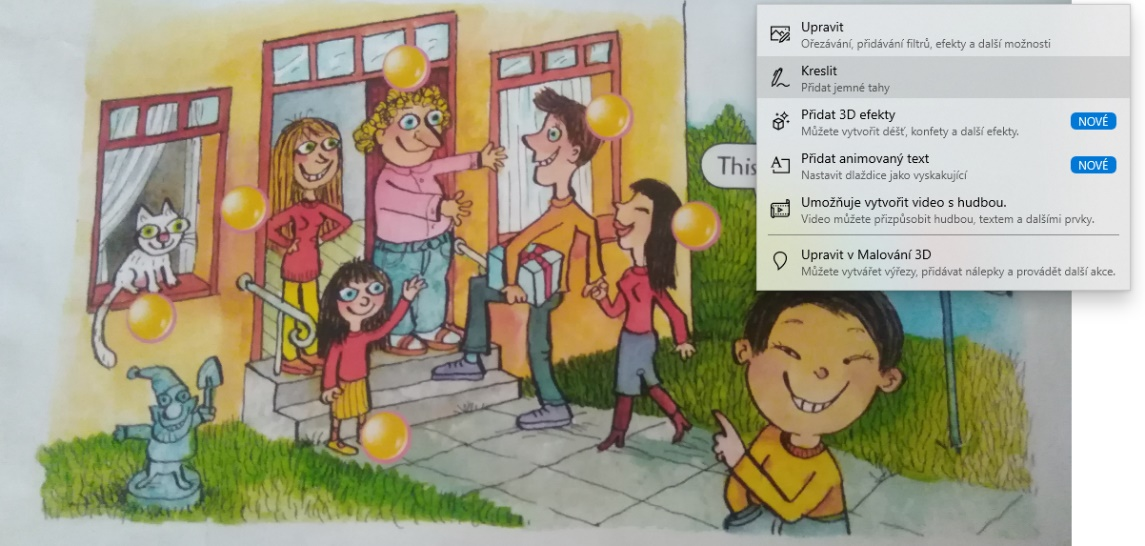 Upravit
Ořezávání, přidávání filtrů, efekty a další možnosti
Kreslit
Přidat jemné tahy
Přidat 3D efekty
Můžete vytvořit déšť, konfety a další efekty.
NOVÉ
Přidat animovaný text
Nastavit dlaždice jako vyskakující
NOVÉ
Umožňuje vytvořit video s hudbou.
Video můžete přizpůsobit hudbou, textem a dalšími prvky.
Upravit v Malování 3D
Můžete vytvářet výřezy, přidávat nálepky a provádět další akce.
This